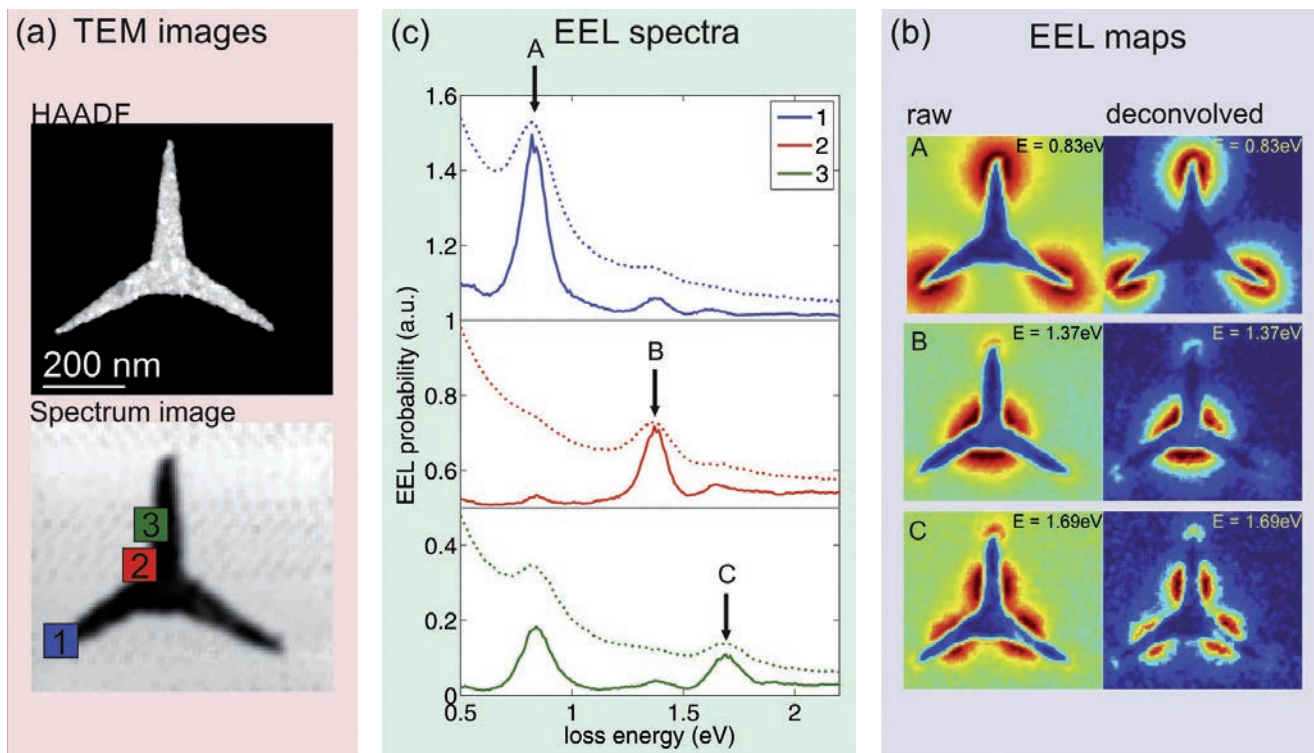 (a) TEM images
HAADF
200 nm
Spectrum image
3
2
1
(c) EEL spectra
A
1
2
3
B
C
1.6
1.4
1.2
1
0.8
0.6
0.4
0.2
0
EEL probability (a.u.)
0.5 1 1.5 2
loss energy (eV)
(b) EEL maps
raw deconvolved
A E = 0.83eV E = 0.83eV
B E = 1.37eV E = 1.37eV
C E = 1.69eV E = 1.69eV